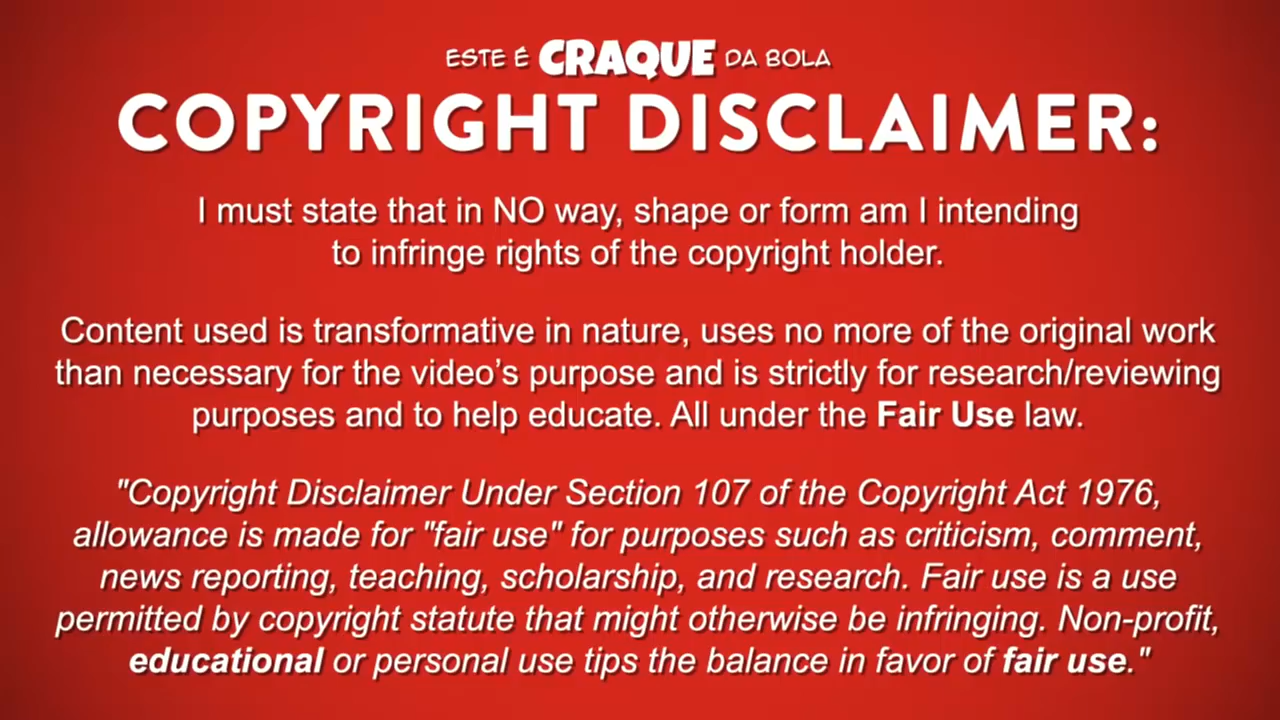 ESTE É CRAQUE DA BOLA
COPYRIGHT DISCLAIMER:
I must state that in NO way, shape or form am I intending
to infringe rights of the copyright holder.
Content used is transformative in nature, uses no more of the original work
than necessary for the video’s purpose and is strictly for research/reviewing
purposes and to help educate. All under the Fair Use law.
"Copyright Disclaimer Under Section 107 of the Copyright Act 1976,
allowance is made for "fair use" for purposes such as criticism, comment,
news reporting, teaching, scholarship, and research. Fair use is a use
permitted by copyright statute that might otherwise be infringing. Non-profit,
educational or personal use tips the balance in favor of fair use."